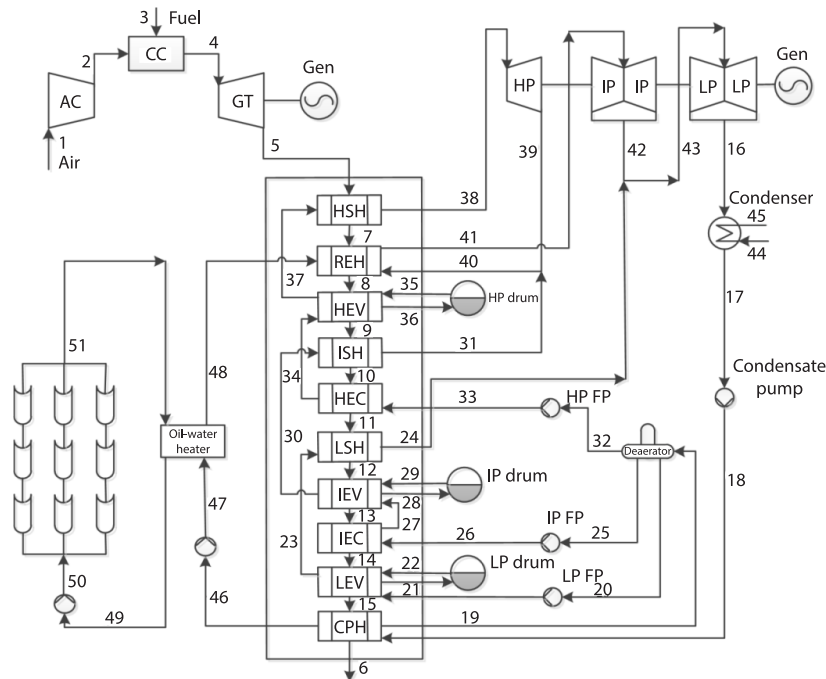 3
Fuel
2
CC
4
Gen
AC
GT
1
Air
5
HP
IP
IP
LP
LP
Gen
39
42
43
16
Condenser
45
44
17
Condensate
pump
18
HSH
38
7
41
REH
40
37
8
35
HEV
HP drum
36
9
ISH
31
34
10
HEC
33
HP FP
11
32
LSH
24
Deaerator
30
12
29
IP drum
IEV
28
13
27
IP FP
IEC
26
25
23
14
22
LP drum
LEV
21
LP FP
20
15
CPH
19
6
51
48
Oil-water
heater
47
50
49
46